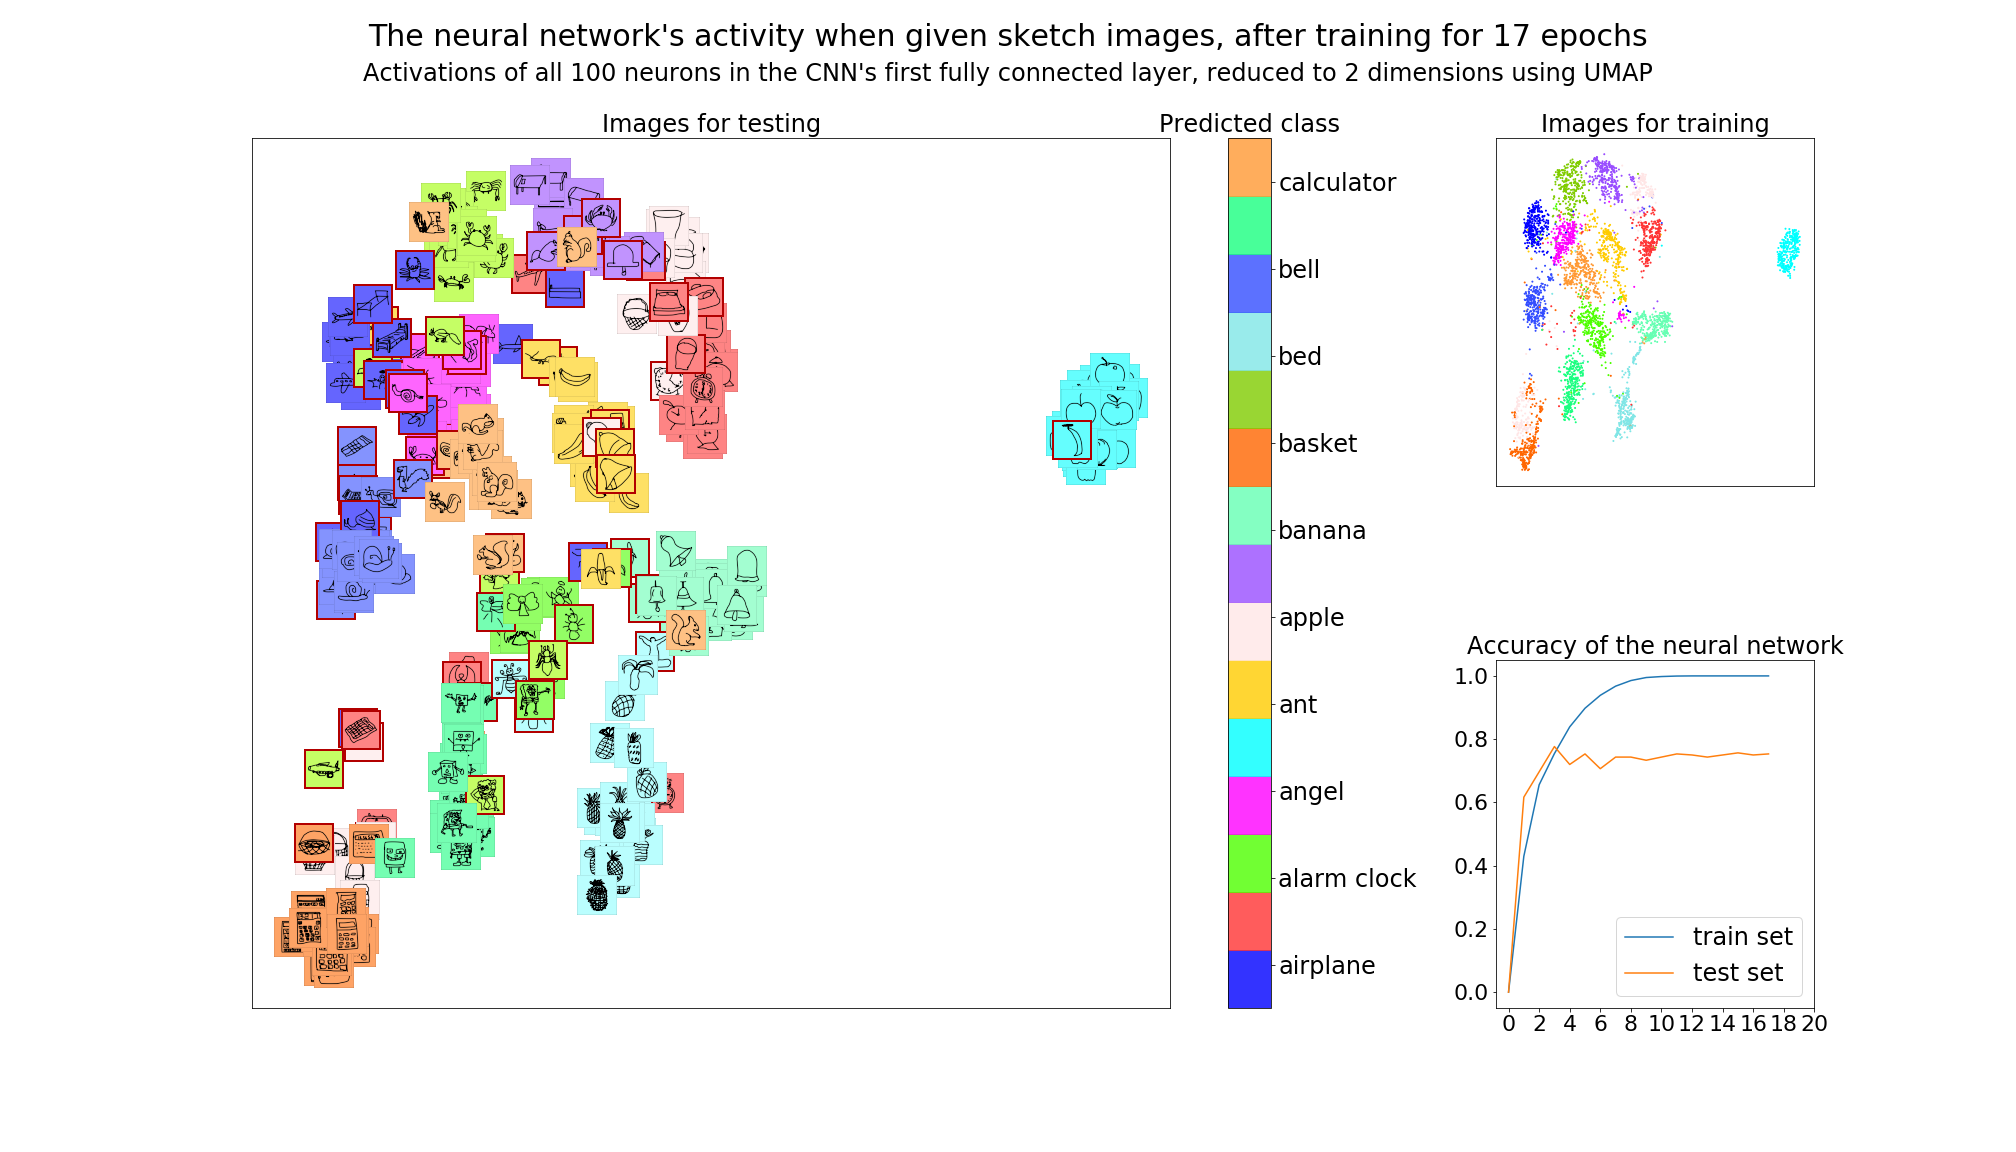 The neural network's activity when given sketch images, after training for 17 epochs
Activations of all 100 neurons in the CNN's first fully connected layer, reduced to 2 dimensions using UMAP
Images for testing
Predicted class
calculator
bell
bed
basket
banana
apple
ant
angel
alarm clock
airplane
Images for training
Accuracy of the neural network
1.0
0.8
0.6
0.4
0.2
0.0
train set
test set
0 2 4 6 8 10 12 14 16 18 20